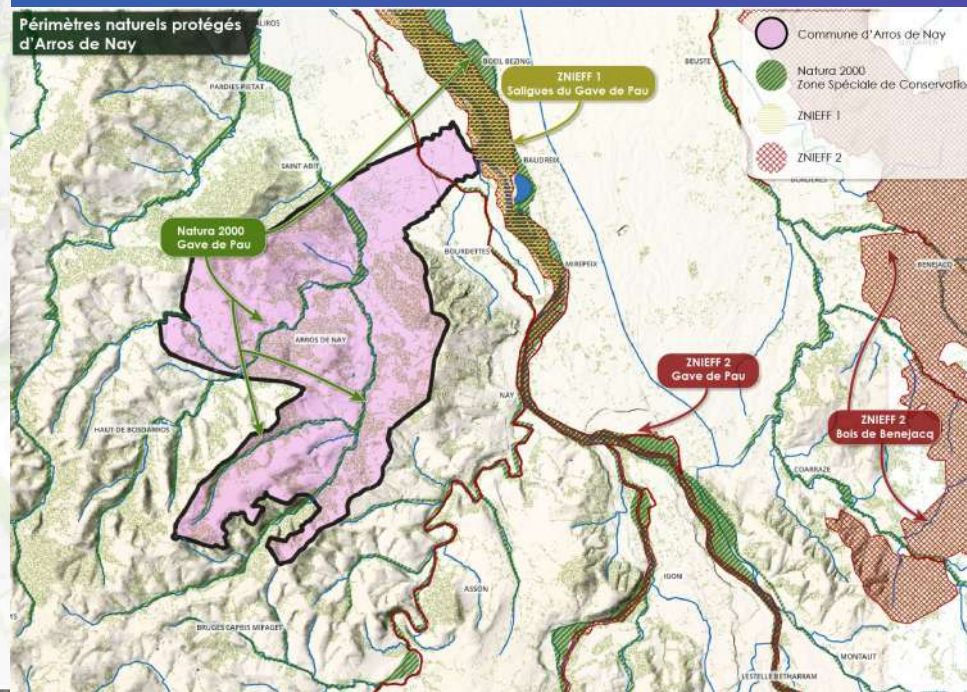 Périmètres naturels protégés
d'Arros de Nay
Commune d'Arros de Nay
Natura 2000
Zone Spéciale de Conservatio
ZNIEFF 1
ZNIEFF 2
PARDIES PIETAT
BOEIL BEZING
BEUSTE
ZNIEFF 1
Saligues du Gave de Pau
SAINT ABIT
BAUDREIX
BORDERES
Natura 2000
Gave de Pau
BOURDETTES
MIREPEIX
BENEJACQ
ARROS DE NAY
ZNIEFF 2
Gave de Pau
NAY
HAUT DE BOSDARROS
ZNIEFF 2
Bois de Benejacq
COARRAZE
IGON
ASSON
BRUGES CAPBIS MIFAGET
MONTAUT
LESTELLE BETHARRAM